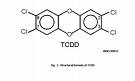 Cl
Cl
O
O
Cl
Cl
TCDD
Fig. 1. Structural formula of TCDD.